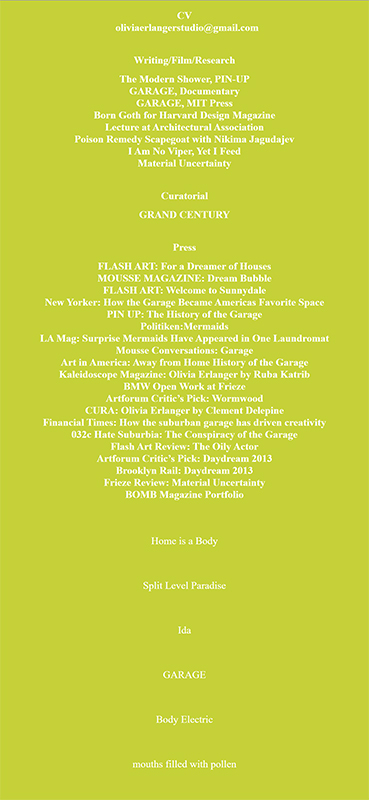 CV
oliviaerlangerstudio@gmail.com
Writing/Film/Research
The Modern Shower, PIN-UP
GARAGE, Documentary
GARAGE, MIT Press
Born Goth for Harvard Design Magazine
Lecture at Architectural Association
Poison Remedy Scapegoat with Nikima Jagudajev
I Am No Viper, Yet I Feed
Material Uncertainty
Curatorial
GRAND CENTURY
Press
FLASH ART: For a Dreamer of Houses
MOUSSE MAGAZINE: Dream Bubble
FLASH ART: Welcome to Sunnydale
New Yorker: How the Garage Became Americas Favorite Space
PIN UP: The History of the Garage
Politiken:Mermaids
LA Mag: Surprise Mermaids Have Appeared in One Laundromat
Mousse Conversations: Garage
Art in America: Away from Home History of the Garage
Kaleidoscope Magazine: Olivia Erlanger by Ruba Katrib
BMW Open Work at Frieze
Artforum Critic's Pick: Wormwood
CURA: Olivia Erlanger by Clement Delepine
Financial Times: How the suburban garage has driven creativity
032c Hate Suburbia: The Conspiracy of the Garage
Flash Art Review: The Oily Actor
Artforum Critic's Pick: Daydream 2013
Brooklyn Rail: Daydream 2013
Frieze Review: Material Uncertainty
BOMB Magazine Portfolio
Home is a Body
Split Level Paradise
Ida
GARAGE
Body Electric
mouths filled with pollen